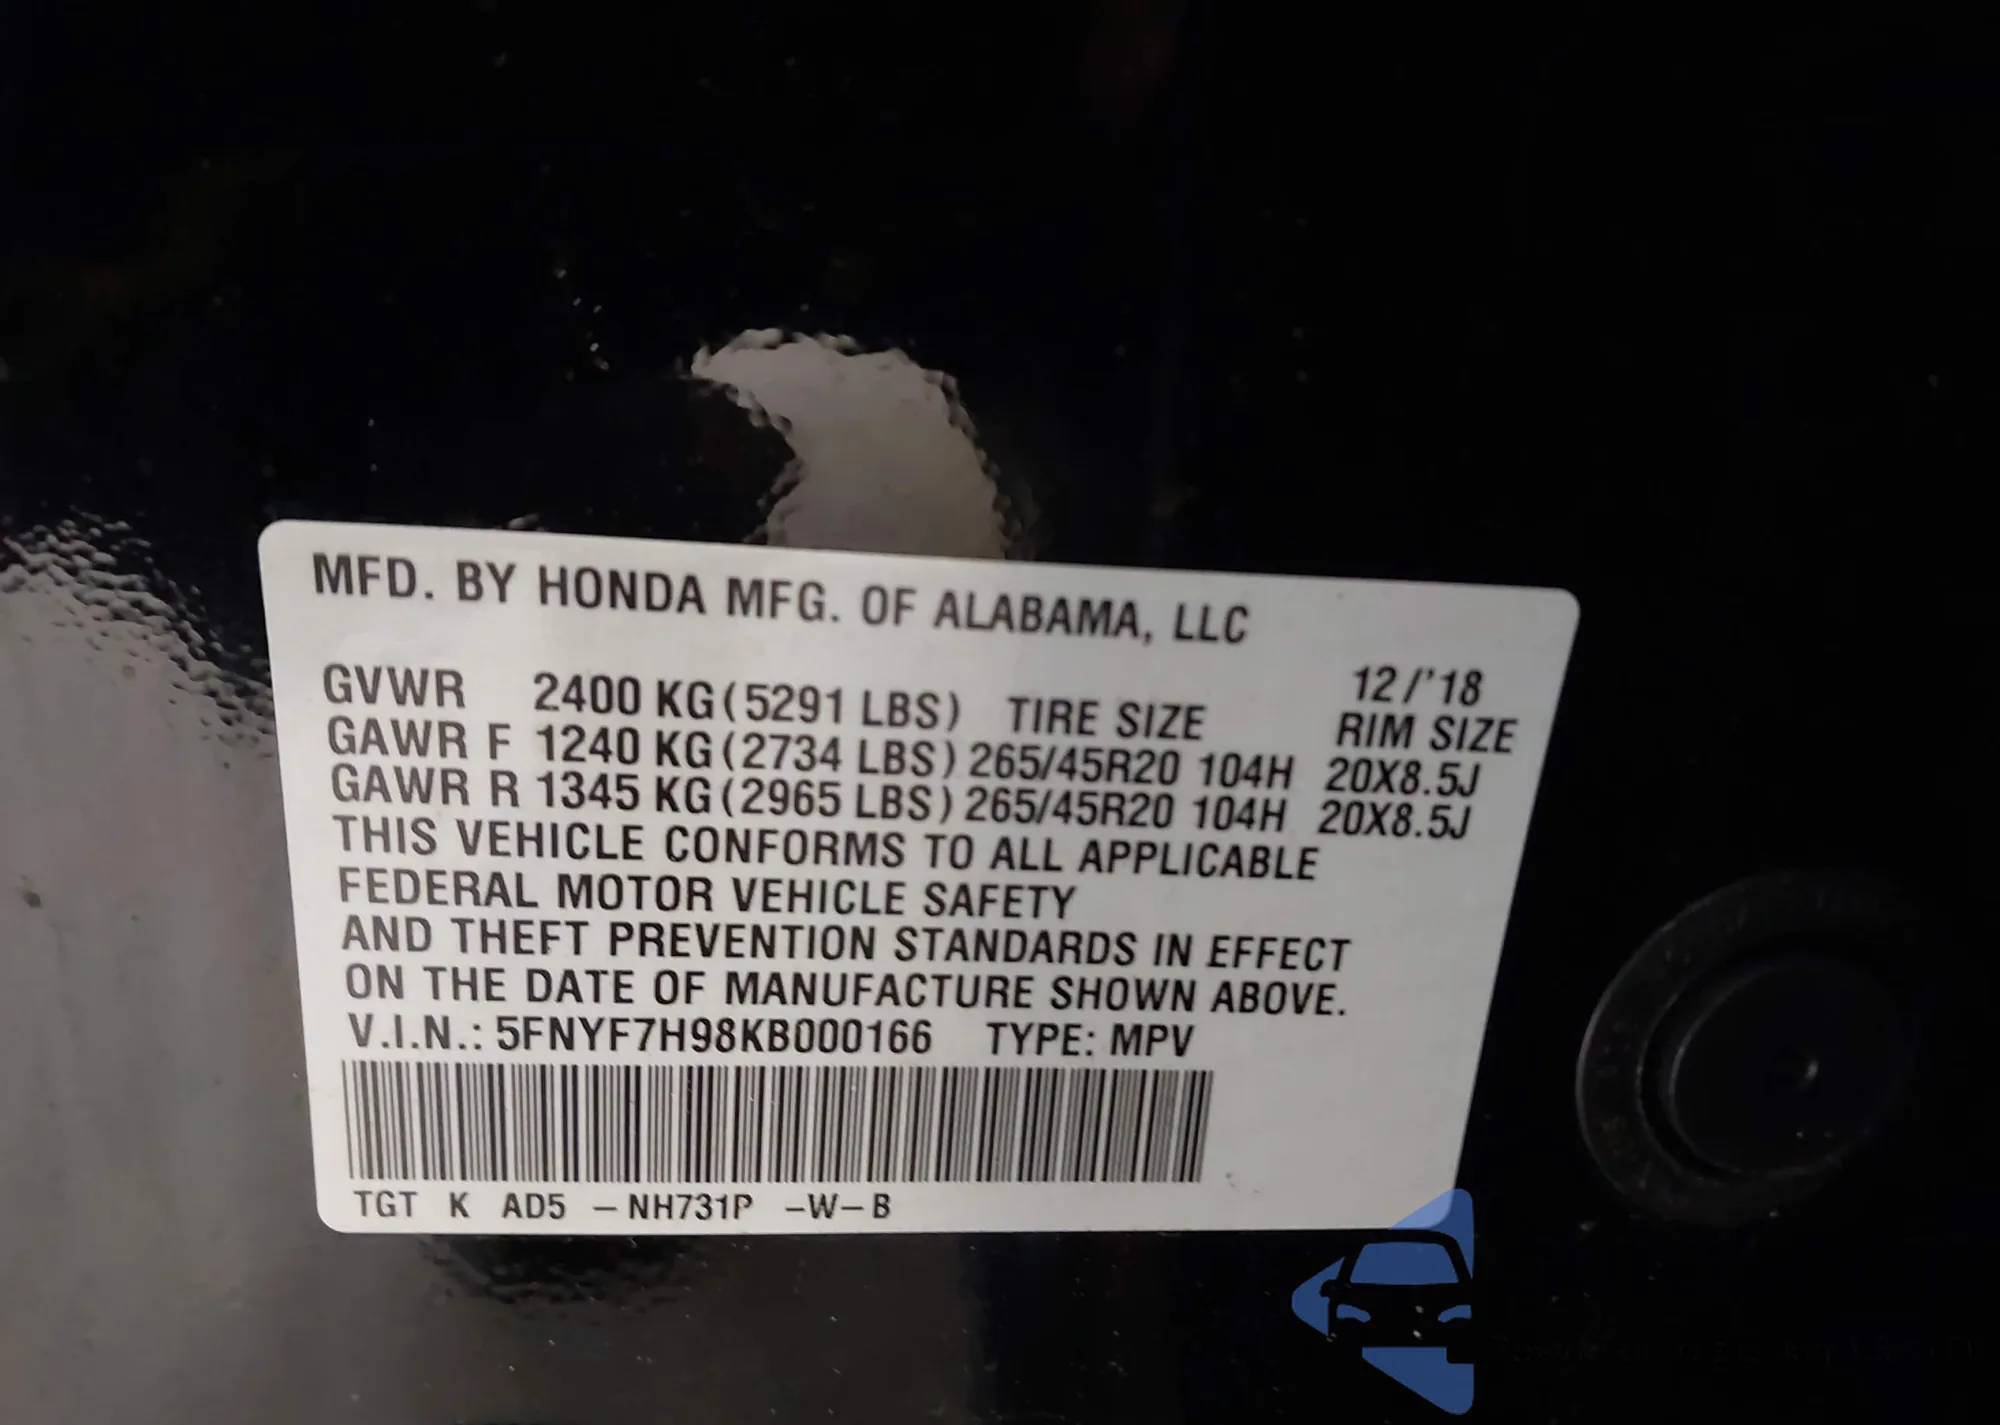 MFD. BY HONDA MFG. OF ALABAMA, LLC
12/'18
GVWR 2400 KG(5291 LBS) TIRE SIZE RIM SIZE
GAWR F 1240 KG(2734 LBS) 265/45R20 104H 20X8.5J
GAWR R 1345 KG(2965 LBS) 265/45R20 104H 20X8.5J
THIS VEHICLE CONFORMS TO ALL APPLICABLE
FEDERAL MOTOR VEHICLE SAFETY
AND THEFT PREVENTION STANDARDS IN EFFECT
ON THE DATE OF MANUFACTURE SHOWN ABOVE.
V.I.N.: 5FNYF7H98KB000166 TYPE: MPV
TGT K AD5 -NH731P -W-B